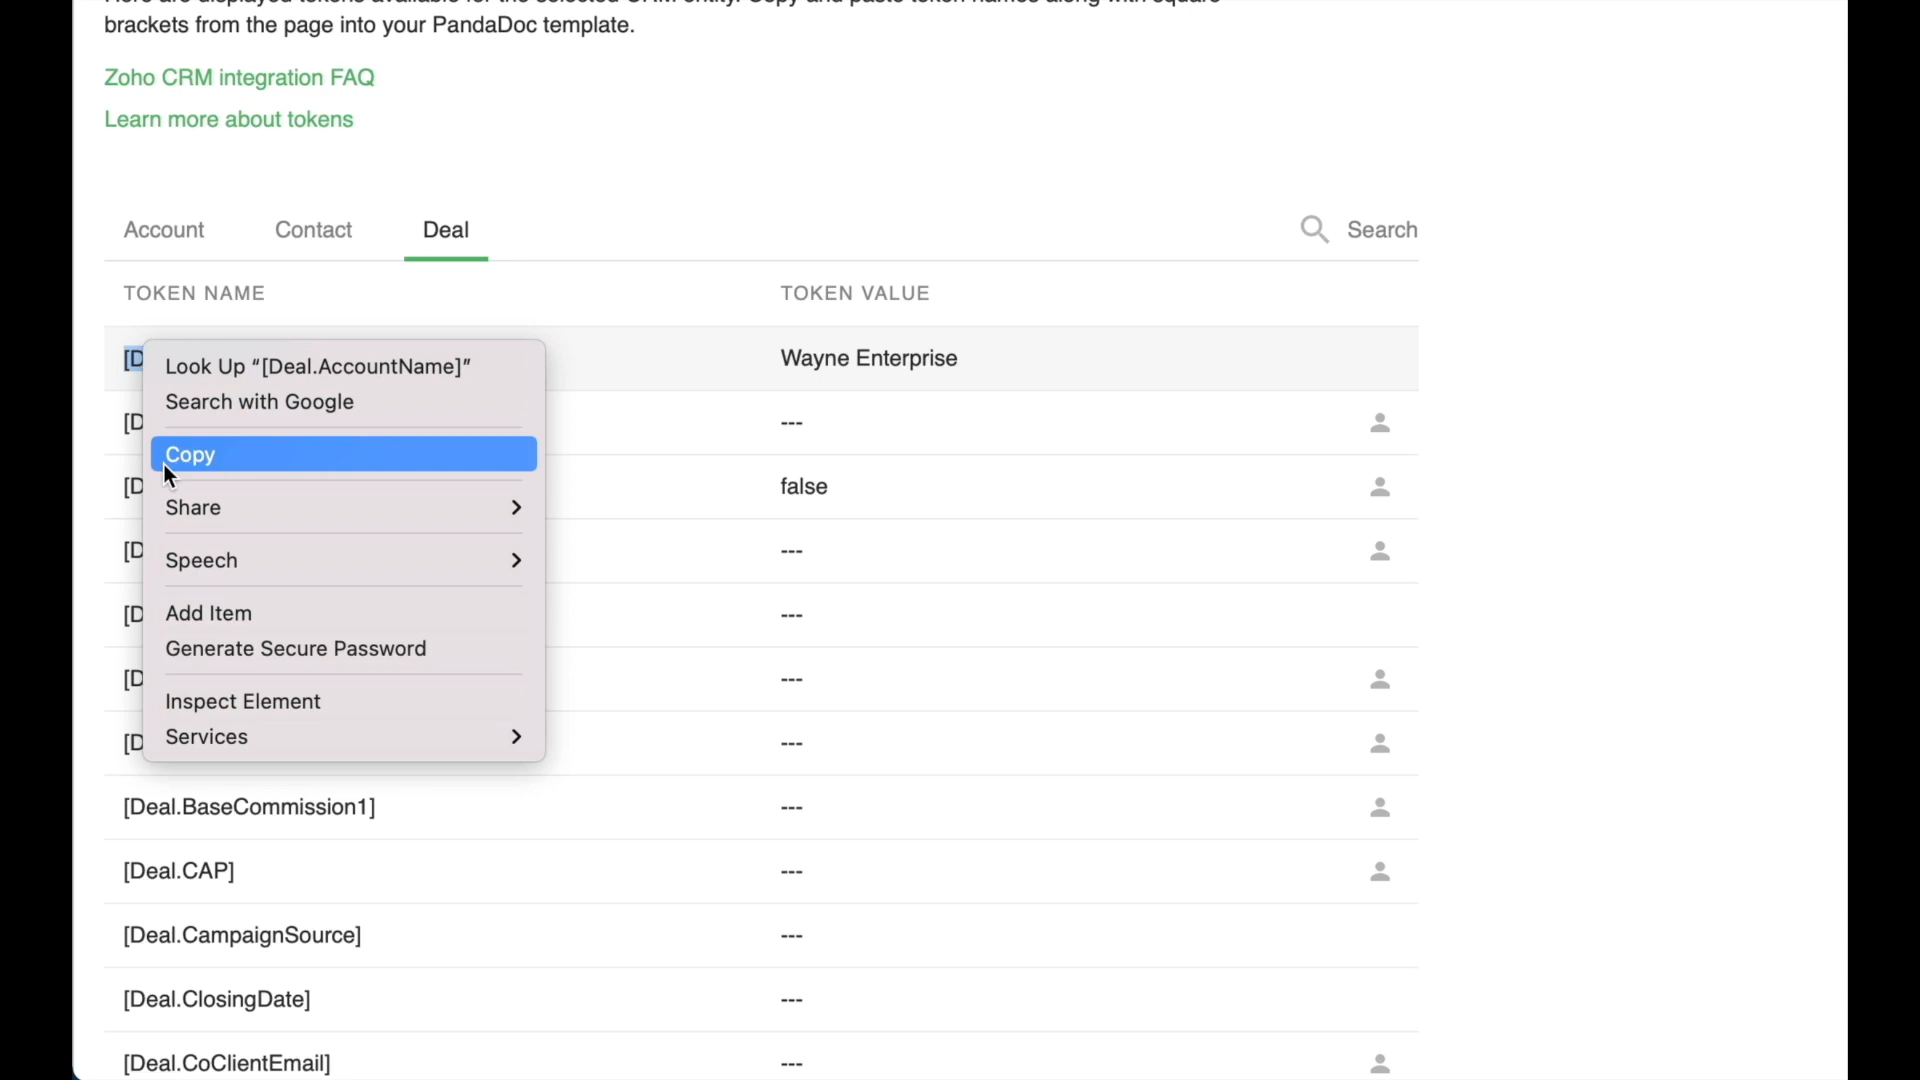 brackets from the page into your PandaDoc template.
Zoho CRM integration FAQ
Learn more about tokens
Account Contact Deal Search
TOKEN NAME TOKEN VALUE
[D Wayne Enterprise
Look Up “[Deal.AccountName]”
Search with Google
[D ---
Copy
[D false
Share
[D ---
Speech
[D ---
Add Item
Generate Secure Password
[D ---
Inspect Element
Services
[D ---
[Deal.BaseCommission1] ---
[Deal.CAP] ---
[Deal.CampaignSource] ---
[Deal.ClosingDate] ---
[Deal.CoClientEmail] ---